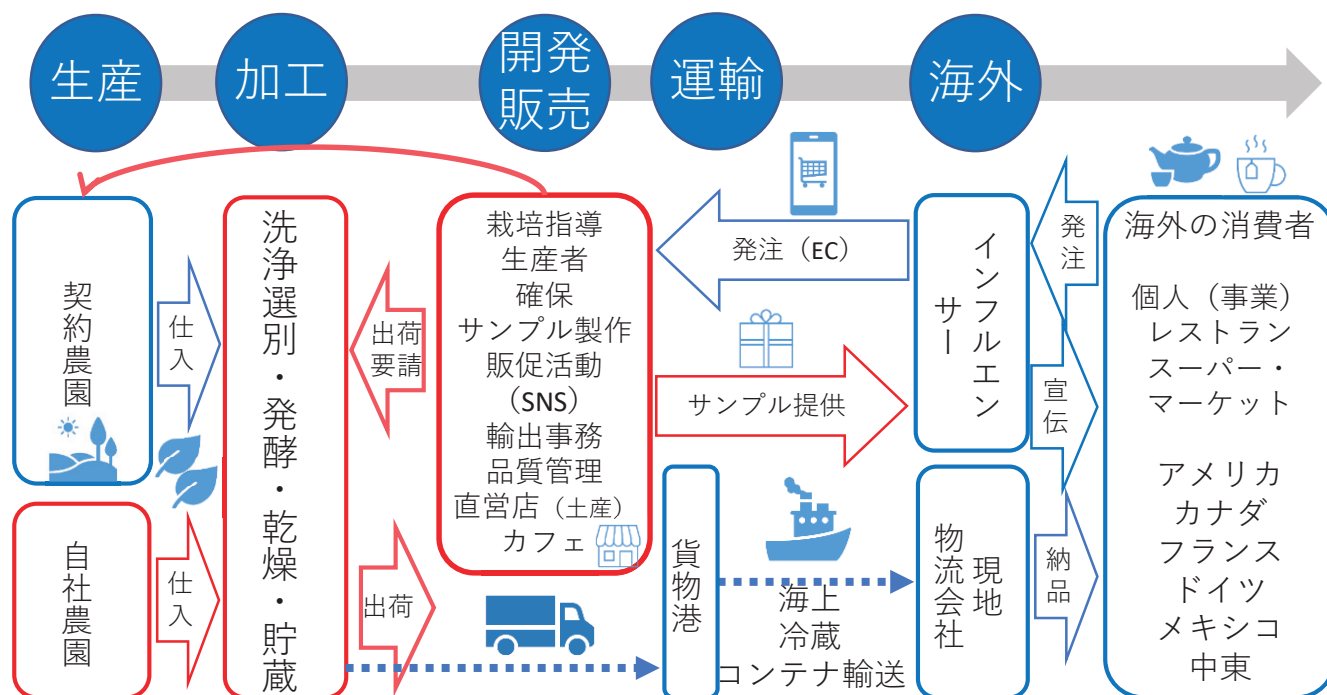 生産
加工
開発
販売
運輸
海外
契約農園
仕入
自社農園
仕入
洗浄選別・発酵・乾燥・貯蔵
出荷
要請
出荷
栽培指導
生産者
確保
サンプル製作
販促活動
（SNS）
輸出事務
品質管理
直営店（土産）
カフェ
発注（EC）
サンプル提供
貨物港
海上
冷蔵
コンテナ輸送
インフルエン
サー
現地
物流会社
発注
宣伝
納品
海外の消費者
個人（事業）
レストラン
スーパー・
マーケット
アメリカ
カナダ
フランス
ドイツ
メキシコ
中東